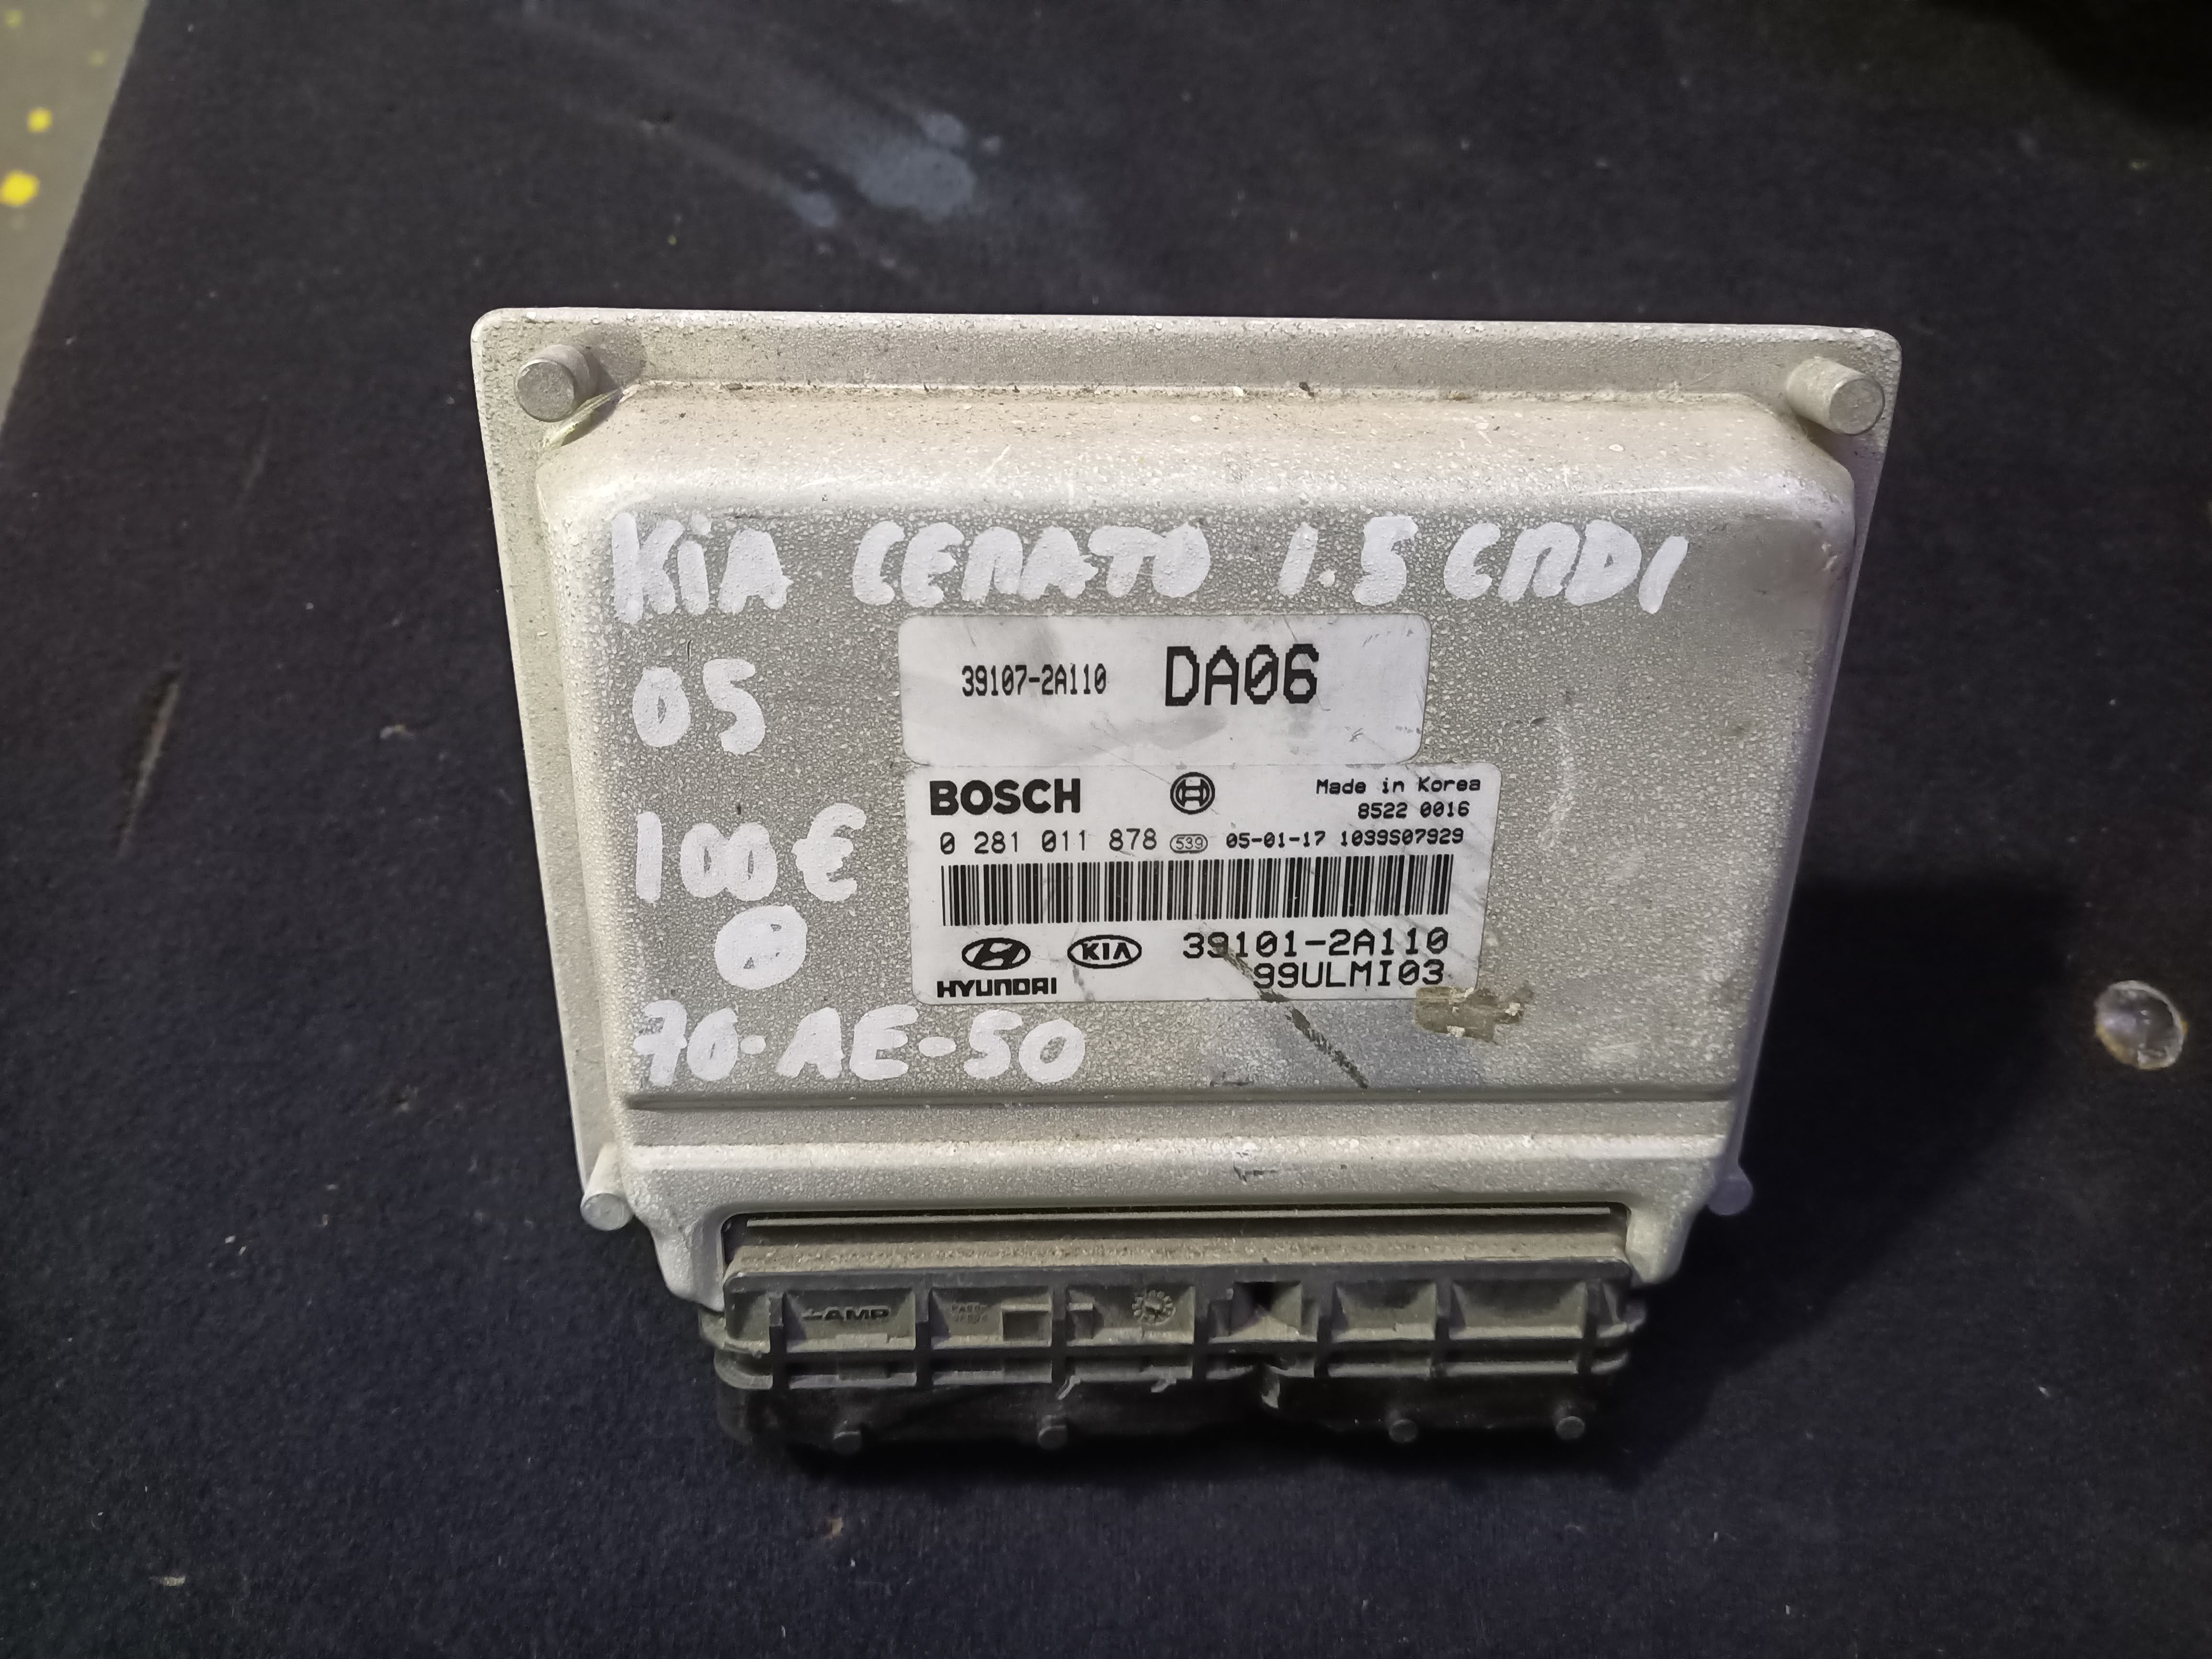 KiA CERATO 1.5 CRDI
05
39107-2A110 DA06
100€
BOSCH
Made in Korea
8522 0016
0 281 011 878 539 05-01-17 1039S07929
HYUNDAI KIA 39101-2A110
99ULMI03
70-AE-50
AMP